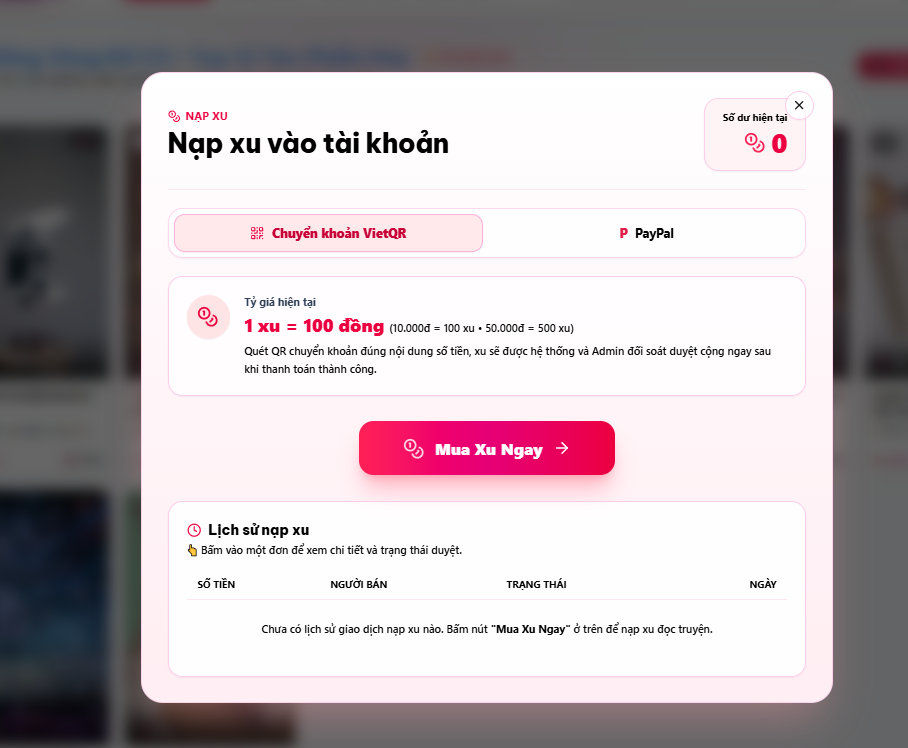 NẠP XU
Nạp xu vào tài khoản
Số dư hiện tại
0
Chuyển khoản VietQR
PayPal
Tỷ giá hiện tại
1 xu = 100 đồng (10.000đ = 100 xu • 50.000đ = 500 xu)
Quét QR chuyển khoản đúng nội dung số tiền, xu sẽ được hệ thống và Admin đối soát duyệt cộng ngay sau
khi thanh toán thành công.
Mua Xu Ngay →
Lịch sử nạp xu
👆 Bấm vào một đơn để xem chi tiết và trạng thái duyệt.
SỐ TIỀN NGƯỜI BÁN TRẠNG THÁI NGÀY
Chưa có lịch sử giao dịch nạp xu nào. Bấm nút "Mua Xu Ngay" ở trên để nạp xu đọc truyện.